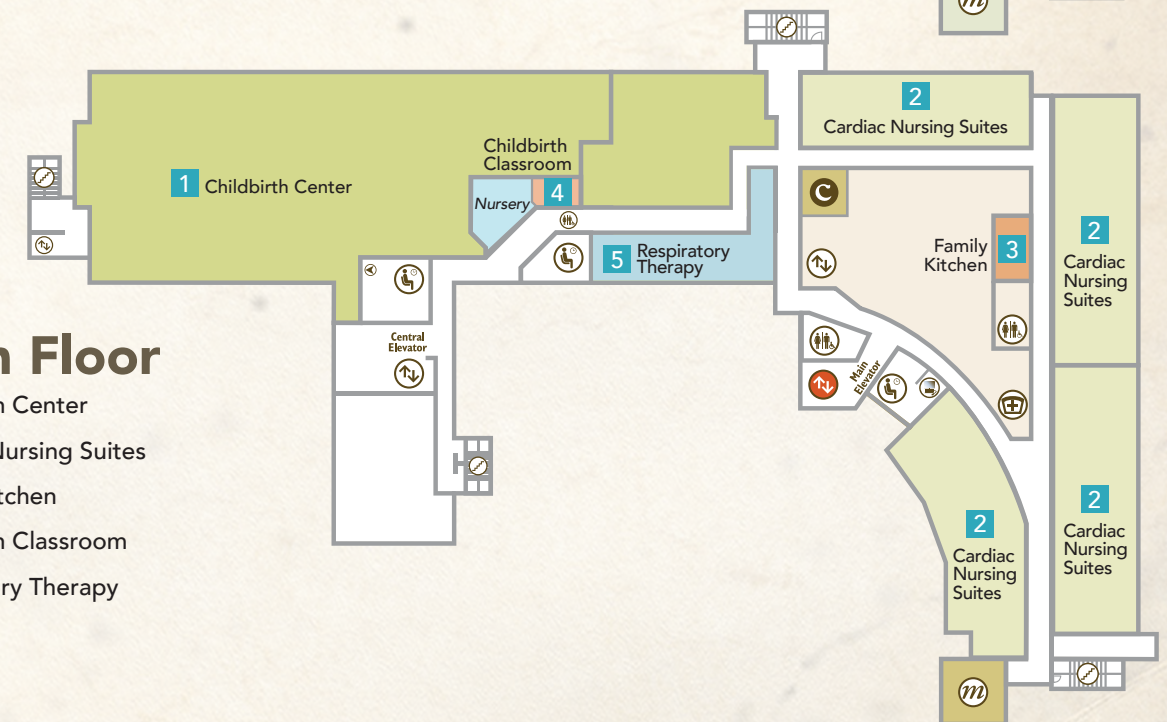 m
2
Cardiac Nursing Suites
Childbirth
Classroom
1 Childbirth Center
4
Nursery
C
2
Cardiac
Nursing
Suites
Family
Kitchen
3
5
Respiratory
Therapy
Central
Elevator
Main
Elevator
Floor
Center
Nursing Suites
Classroom
Therapy
2
Cardiac
Nursing
Suites
2
Cardiac
Nursing
Suites
m